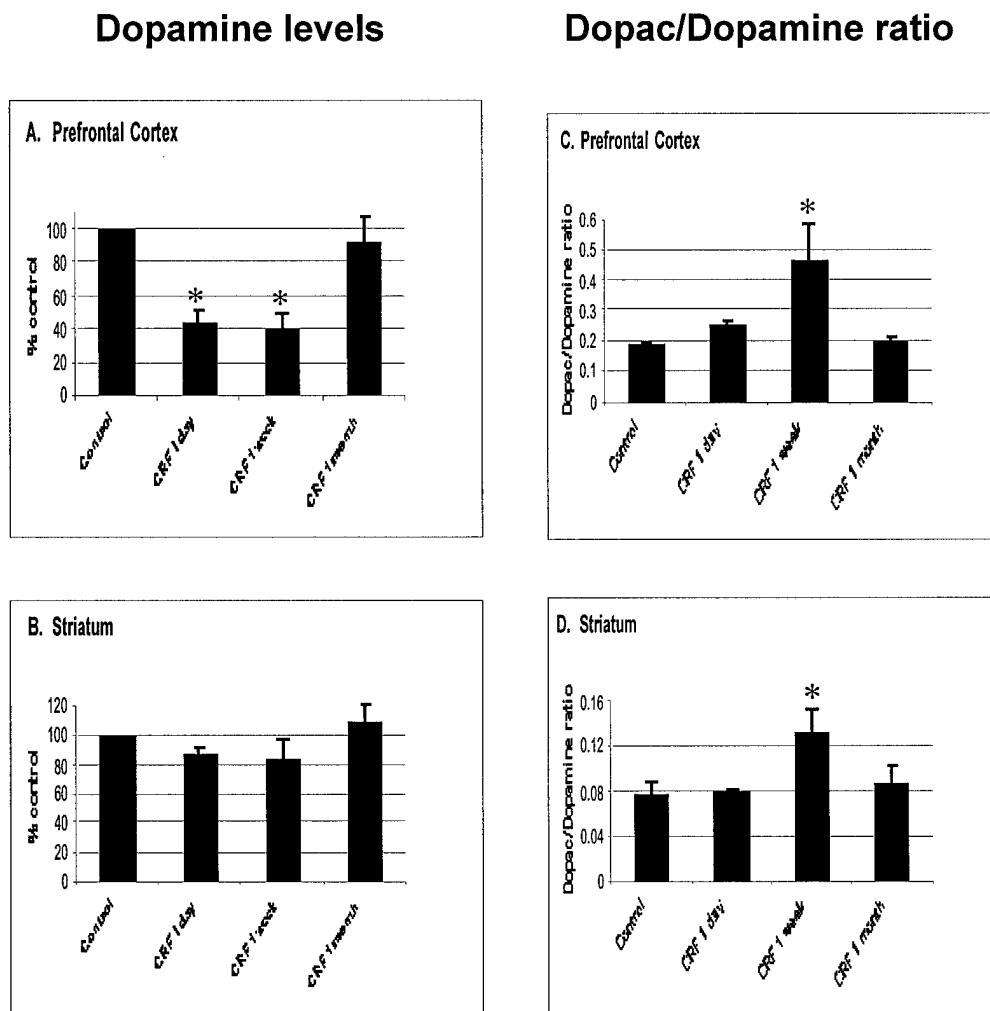 Dopamine levels
Dopac/Dopamine ratio
A. Prefrontal Cortex
% control
100
80
60
40
20
0
*
*
Control
CRF 1 day
CRF 1 week
CRF 1 month
C. Prefrontal Cortex
Dopac/Dopamine ratio
0.6
0.5
0.4
0.3
0.2
0.1
0
*
Control
CRF 1 day
CRF 1 week
CRF 1 month
B. Striatum
% control
120
100
80
60
40
20
0
Control
CRF 1 day
CRF 1 week
CRF 1 month
D. Striatum
Dopac/Dopamine ratio
0.16
0.12
0.08
0.04
0
*
Control
CRF 1 day
CRF 1 week
CRF 1 month